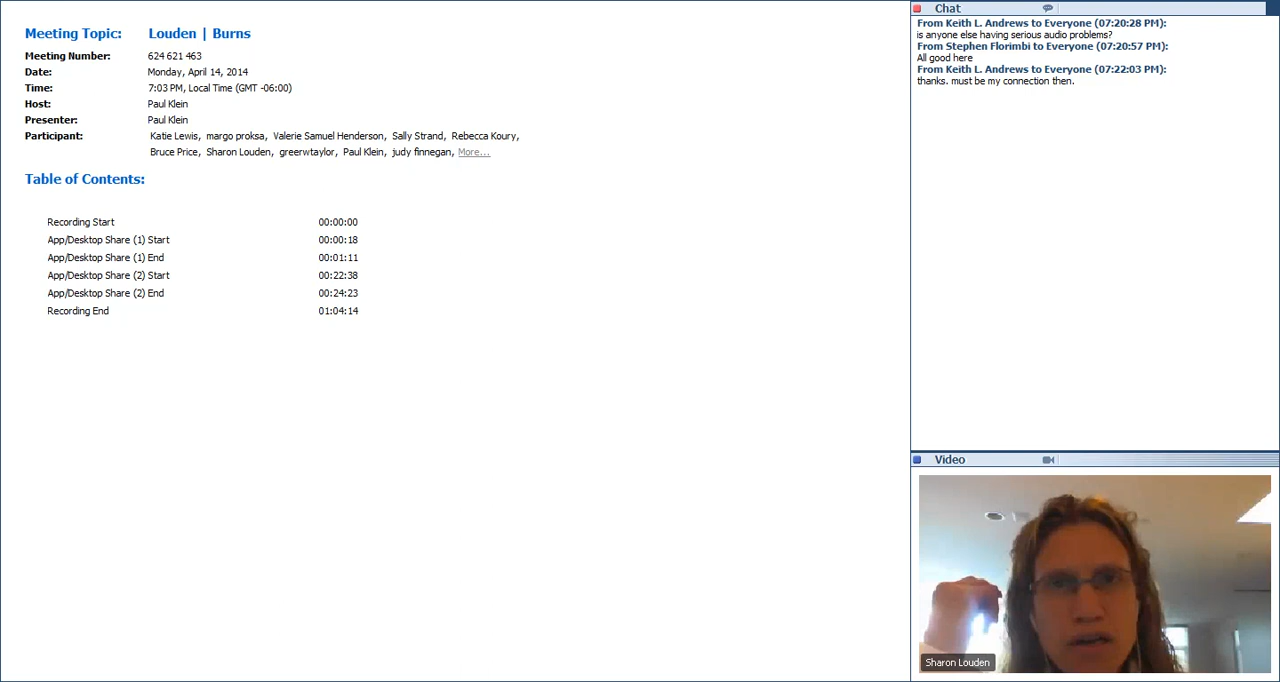 Meeting Topic: Louden | Burns
Meeting Number: 624 621 463
Date: Monday, April 14, 2014
Time: 7:03 PM, Local Time (GMT -06:00)
Host: Paul Klein
Presenter: Paul Klein
Participant: Katie Lewis, margo proksa, Valerie Samuel Henderson, Sally Strand, Rebecca Koury,
Bruce Price, Sharon Louden, greerwtaylor, Paul Klein, judy finnegan, More...
Table of Contents:
Recording Start 00:00:00
App/Desktop Share (1) Start 00:00:18
App/Desktop Share (1) End 00:01:11
App/Desktop Share (2) Start 00:22:38
App/Desktop Share (2) End 00:24:23
Recording End 01:04:14
Chat
From Keith L. Andrews to Everyone (07:20:28 PM):
is anyone else having serious audio problems?
From Stephen Florimbi to Everyone (07:20:57 PM):
All good here
From Keith L. Andrews to Everyone (07:22:03 PM):
thanks. must be my connection then.
Video
Sharon Louden